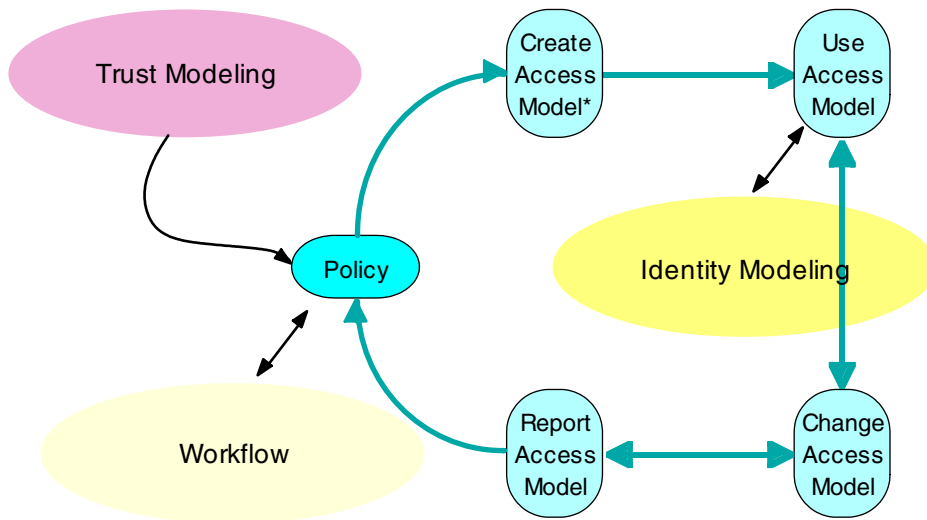 Trust Modeling
Create
Access
Model*
Use
Access
Model
Policy
Identity Modeling
Workflow
Report
Access
Model
Change
Access
Model